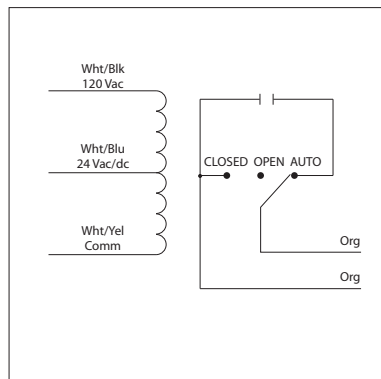 Wht/Blk
120 Vac
Wht/Blu
24 Vac/dc
Wht/Yel
Comm
CLOSED OPEN AUTO
Org
Org